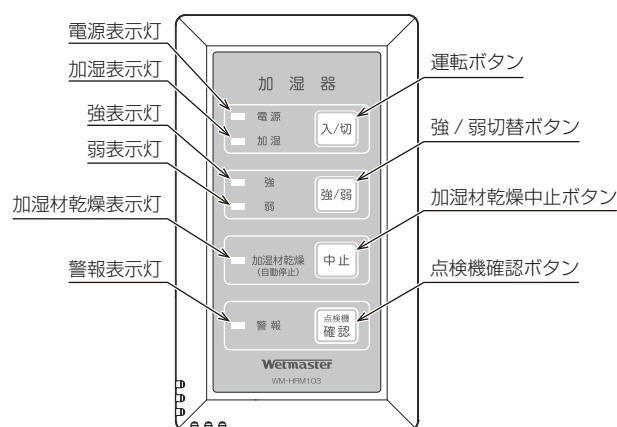 電源表示灯
加湿表示灯
強表示灯
弱表示灯
加湿材乾燥表示灯
警報表示灯
加湿器
電源
加湿
入/切
強
弱
強/弱
加湿材乾燥
(自動停止)
中止
警報
点検機
確認
Wetmaster
WM-HRM103
運転ボタン
強 / 弱切替ボタン
加湿材乾燥中止ボタン
点検機確認ボタン